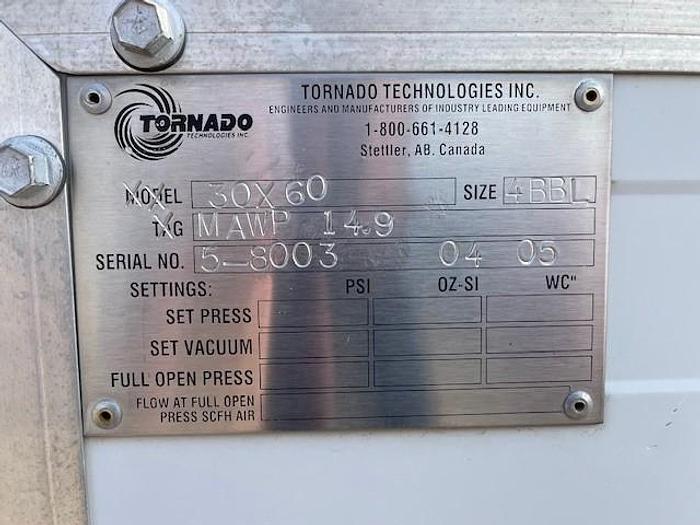 TORNADO
TECHNOLOGIES INC.
TORNADO TECHNOLOGIES INC.
ENGINEERS AND MANUFACTURERS OF INDUSTRY LEADING EQUIPMENT
1-800-661-4128
Stettler, AB. Canada
MODEL 30X60 SIZE 4BBL
TAG MAWP 14.9
SERIAL NO. 5-8003 04 05
SETTINGS: PSI OZ-SI WC"
SET PRESS
SET VACUUM
FULL OPEN PRESS
FLOW AT FULL OPEN
PRESS SCFH AIR